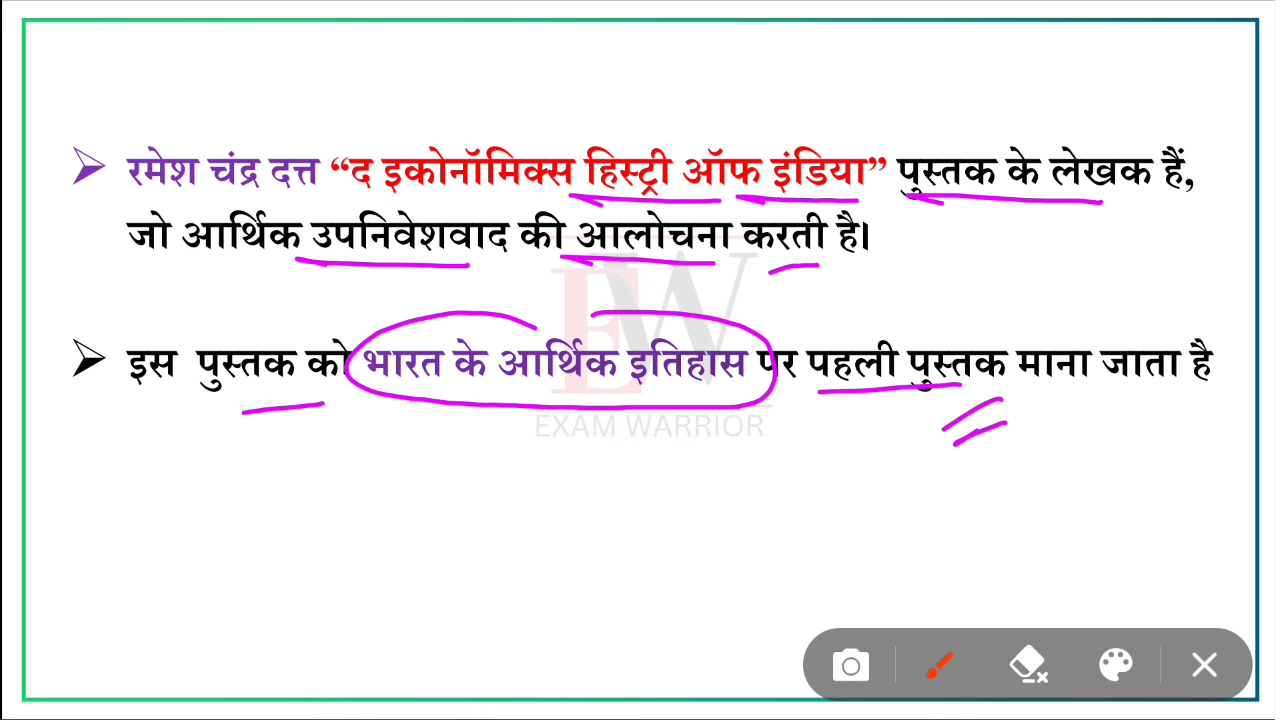 रमेश चंद्र दत्त “द इकोनॉमिक्स हिस्ट्री ऑफ इंडिया” पुस्तक के लेखक हैं,
जो आर्थिक उपनिवेशवाद की आलोचना करती है।
इस पुस्तक को भारत के आर्थिक इतिहास पर पहली पुस्तक माना जाता है
EW
EXAM WARRIOR